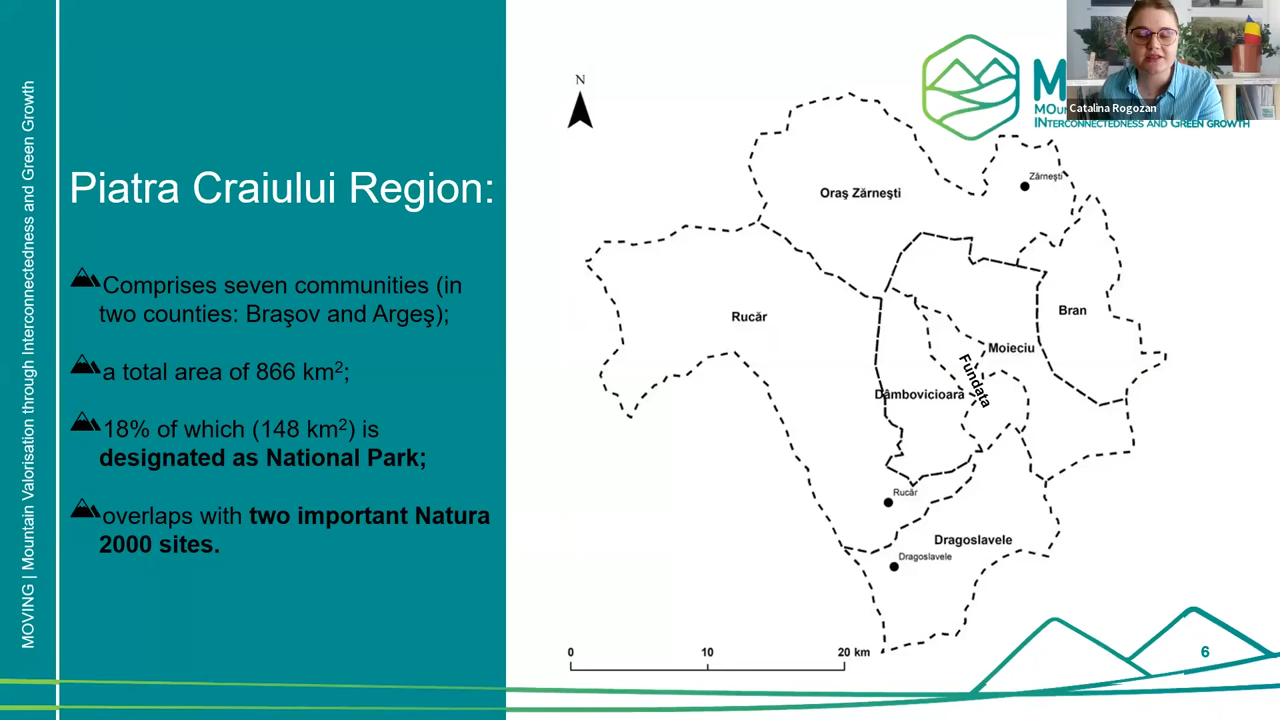 MOVING | Mountain Valorisation through Interconnectedness and Green Growth
Piatra Craiului Region:
Comprises seven communities (in
two counties: Braşov and Argeş);
a total area of 866 km²;
18% of which (148 km²) is
designated as National Park;
overlaps with two important Natura
2000 sites.
N
M
Catalina Rogozan
INTERCONNECTEDNESS AND GREEN GROWTH
Zărneşti
Oraş Zărneşti
Rucăr
Bran
Moieciu
Fundata
Dâmbovicioara
Rucăr
Dragoslavele
Dragoslavele
0 10 20 km
6